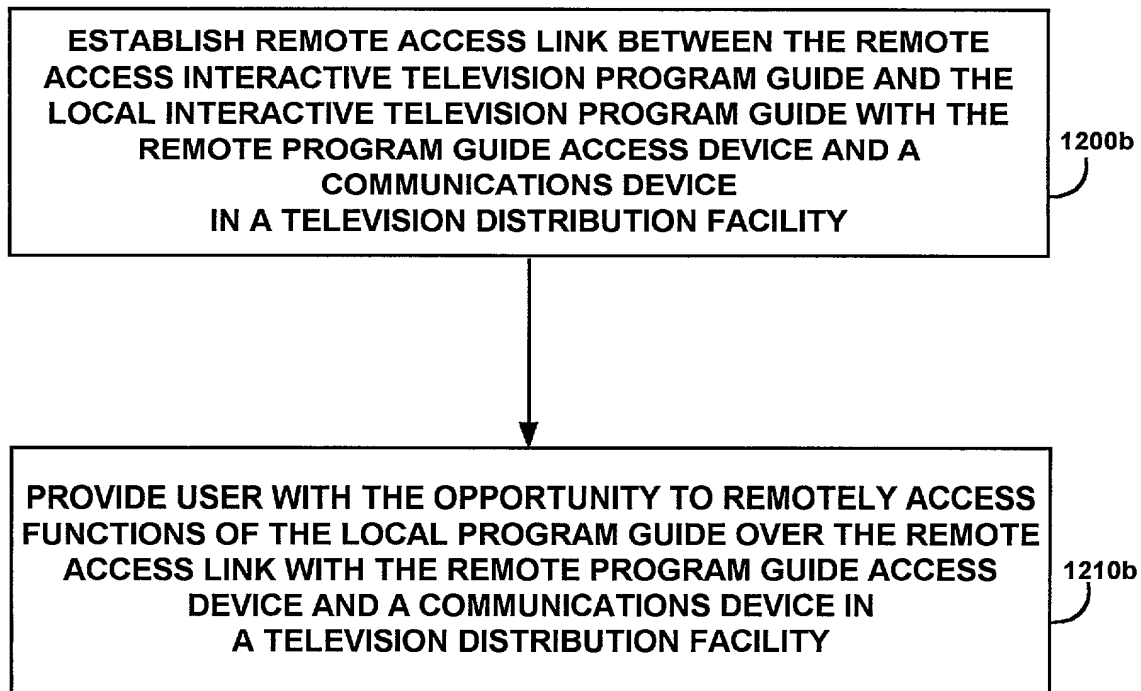 ESTABLISH REMOTE ACCESS LINK BETWEEN THE REMOTE
ACCESS INTERACTIVE TELEVISION PROGRAM GUIDE AND THE
LOCAL INTERACTIVE TELEVISION PROGRAM GUIDE WITH THE
REMOTE PROGRAM GUIDE ACCESS DEVICE AND A
COMMUNICATIONS DEVICE
IN A TELEVISION DISTRIBUTION FACILITY
1200b
PROVIDE USER WITH THE OPPORTUNITY TO REMOTELY ACCESS
FUNCTIONS OF THE LOCAL PROGRAM GUIDE OVER THE REMOTE
ACCESS LINK WITH THE REMOTE PROGRAM GUIDE ACCESS
DEVICE AND A COMMUNICATIONS DEVICE IN
A TELEVISION DISTRIBUTION FACILITY
1210b